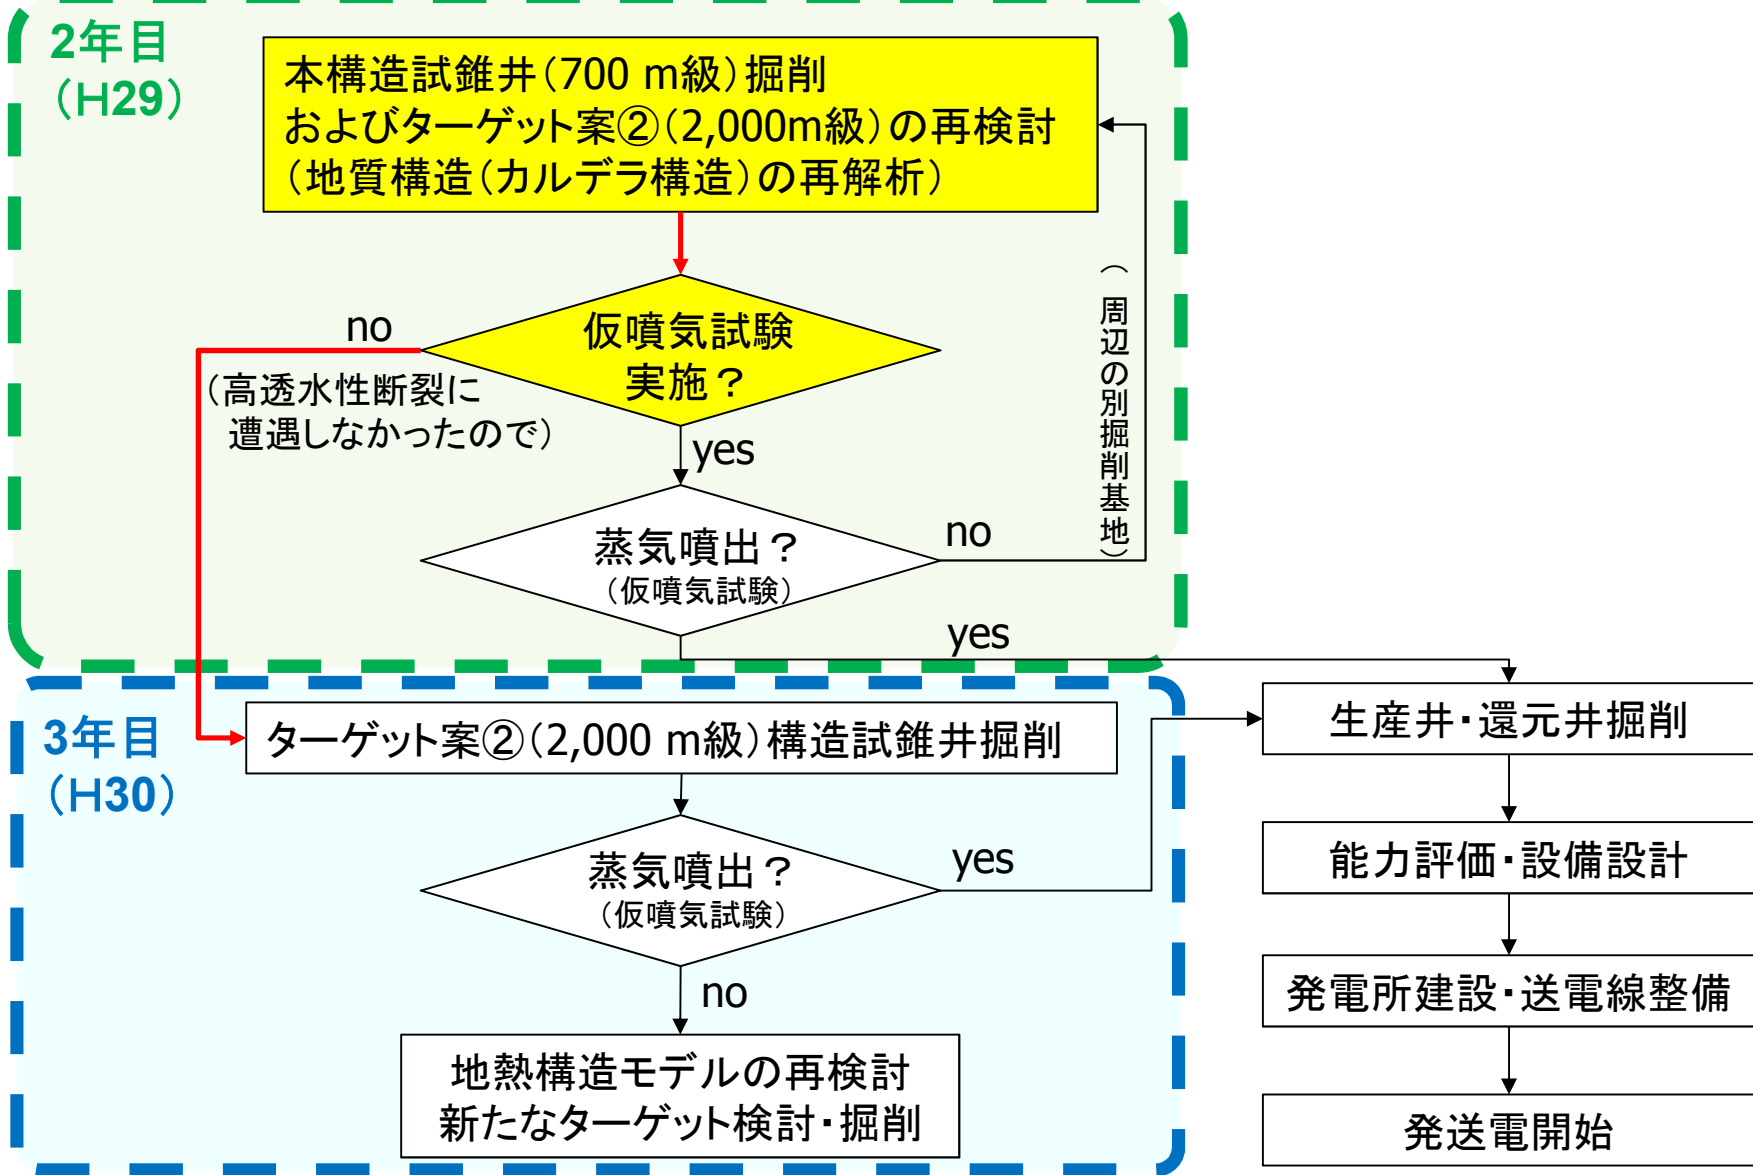 2年目
（H29）
本構造試錐井（700 m級）掘削
およびターゲット案②（2,000m級）の再検討
（地質構造（カルデラ構造）の再解析）
仮噴気試験
実施？
no
（高透水性断裂に
遭遇しなかったので）
yes
（周辺の別掘削基地）
蒸気噴出？
（仮噴気試験）
no
yes
3年目
（H30）
ターゲット案②（2,000 m級）構造試錐井掘削
蒸気噴出？
（仮噴気試験）
yes
no
地熱構造モデルの再検討
新たなターゲット検討・掘削
生産井・還元井掘削
能力評価・設備設計
発電所建設・送電線整備
発送電開始